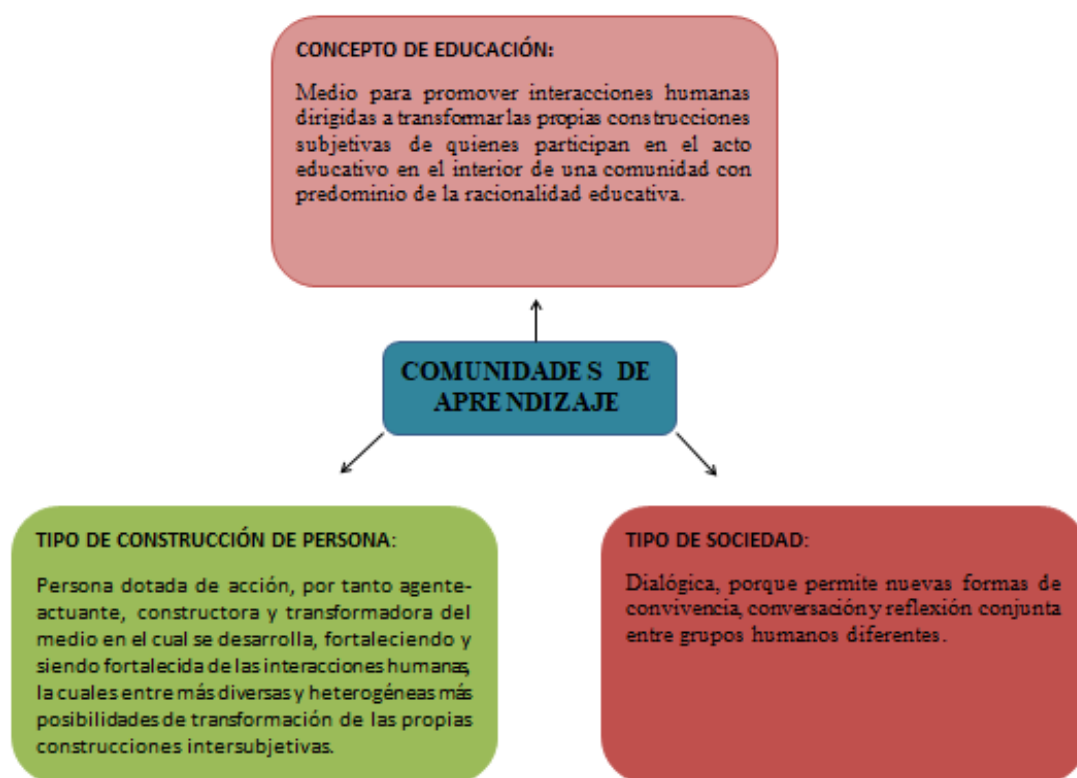 CONCEPTO DE EDUCACIÓN:
Medio para promover interacciones humanas
dirigidas a transformar las propias construcciones
subjetivas de quienes participan en el acto
educativo en el interior de una comunidad con
predominio de la racionalidad educativa.
COMUNIDADES DE
APRENDIZAJE
TIPO DE CONSTRUCCIÓN DE PERSONA:
Persona dotada de acción, por tanto agente-
actuante, constructora y transformadora del
medio en el cual se desarrolla, fortaleciendo y
siendo fortalecida de las interacciones humanas,
la cuales entre más diversas y heterogéneas más
posibilidades de transformación de las propias
construcciones intersubjetivas.
TIPO DE SOCIEDAD:
Dialógica, porque permite nuevas formas de
convivencia, conversación y reflexión conjunta
entre grupos humanos diferentes.